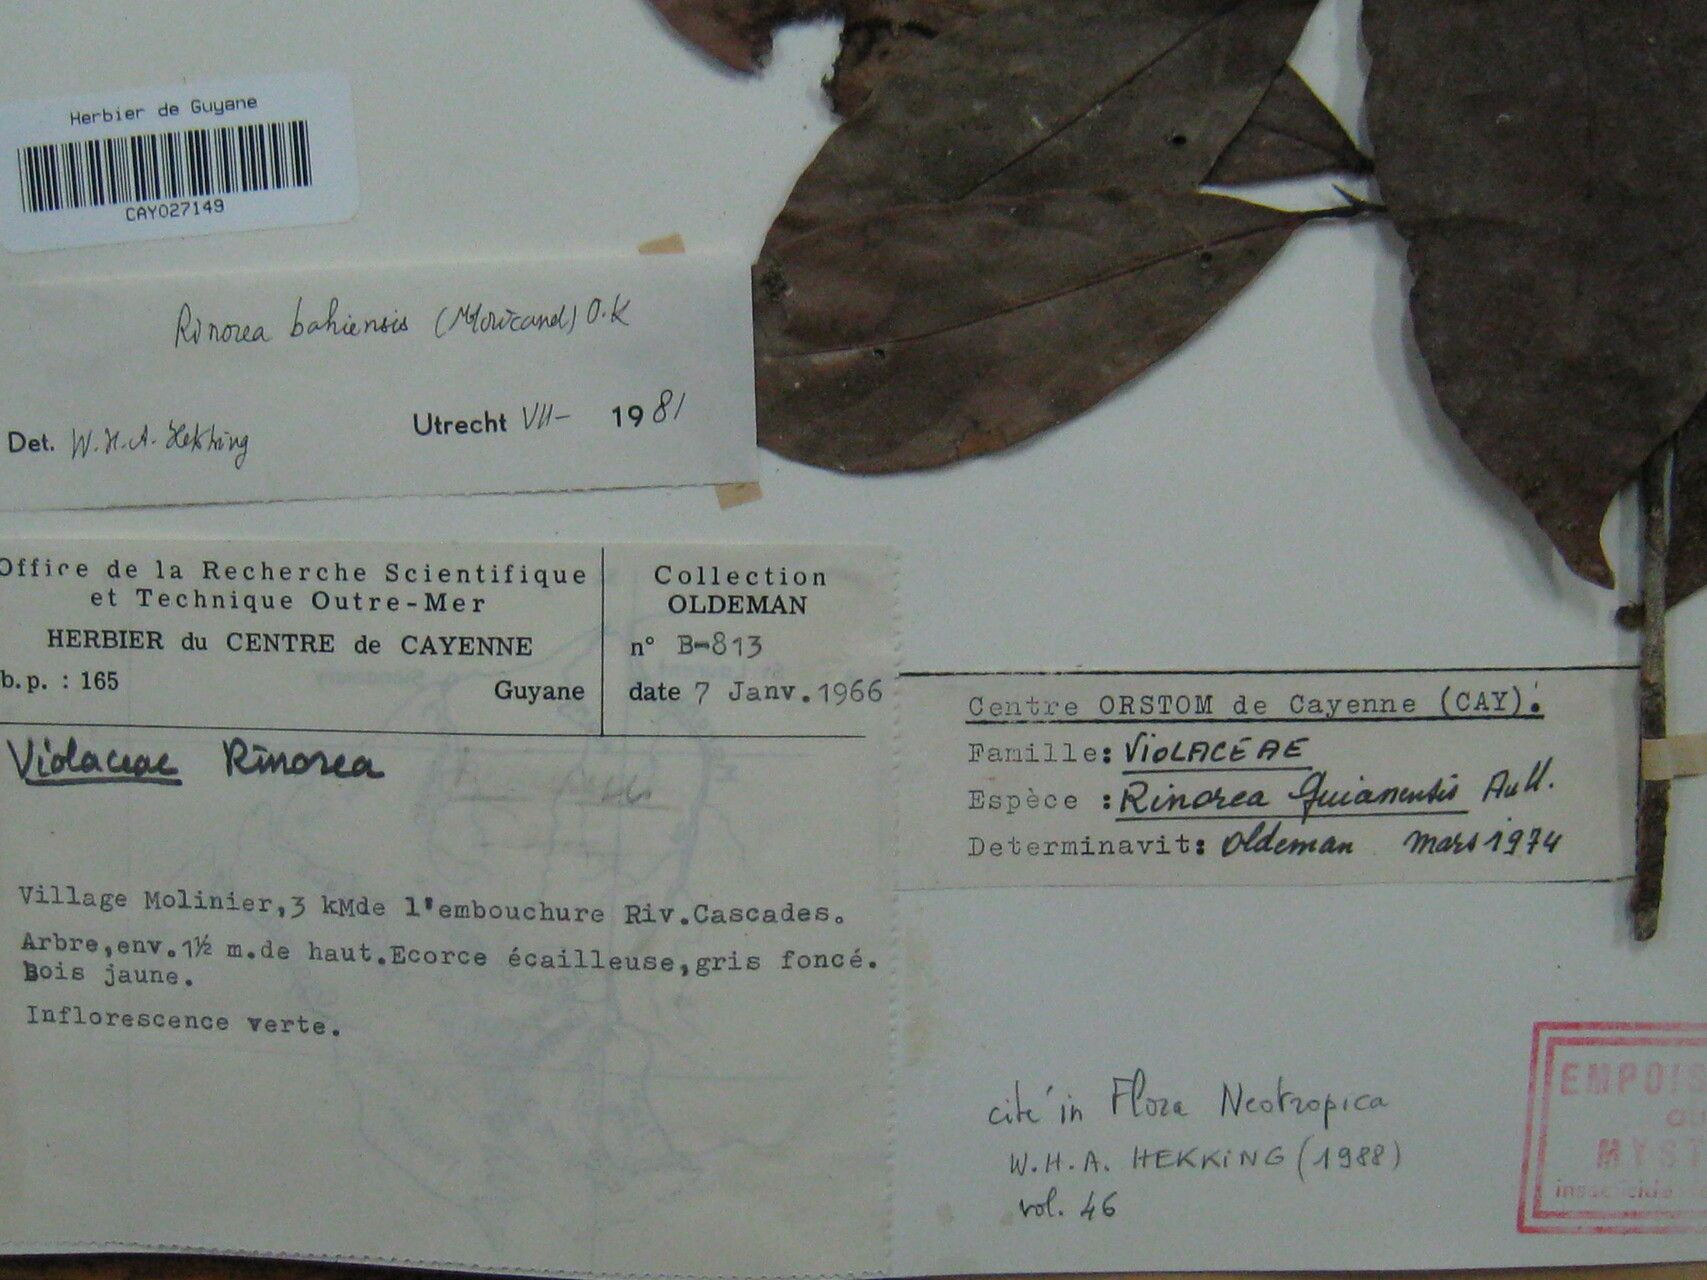 Herbier de Guyane
CAY027149
Rinorea bahiensis (Moricand) O.K
Det. W.H.A. Hekking Utrecht VII- 1981
Office de la Recherche Scientifique
et Technique Outre-Mer
HERBIER du CENTRE de CAYENNE
b.p. : 165 Guyane
Collection
OLDEMAN
n° B-813
date 7 Janv.1966
Violaceae Rinorea
Village Molinier,3 kMde l'embouchure Riv.Cascades.
Arbre,env.1½ m.de haut.Ecorce écailleuse,gris foncé.
Bois jaune.
Inflorescence verte.
Centre ORSTOM de Cayenne (CAY).
Famille: VIOLACEAE
Espèce : Rinorea guianensis Aubl.
Determinavit: Oldeman mars 1974
cité in Flora Neotropica
W.H.A. HEKKING (1988)
vol. 46